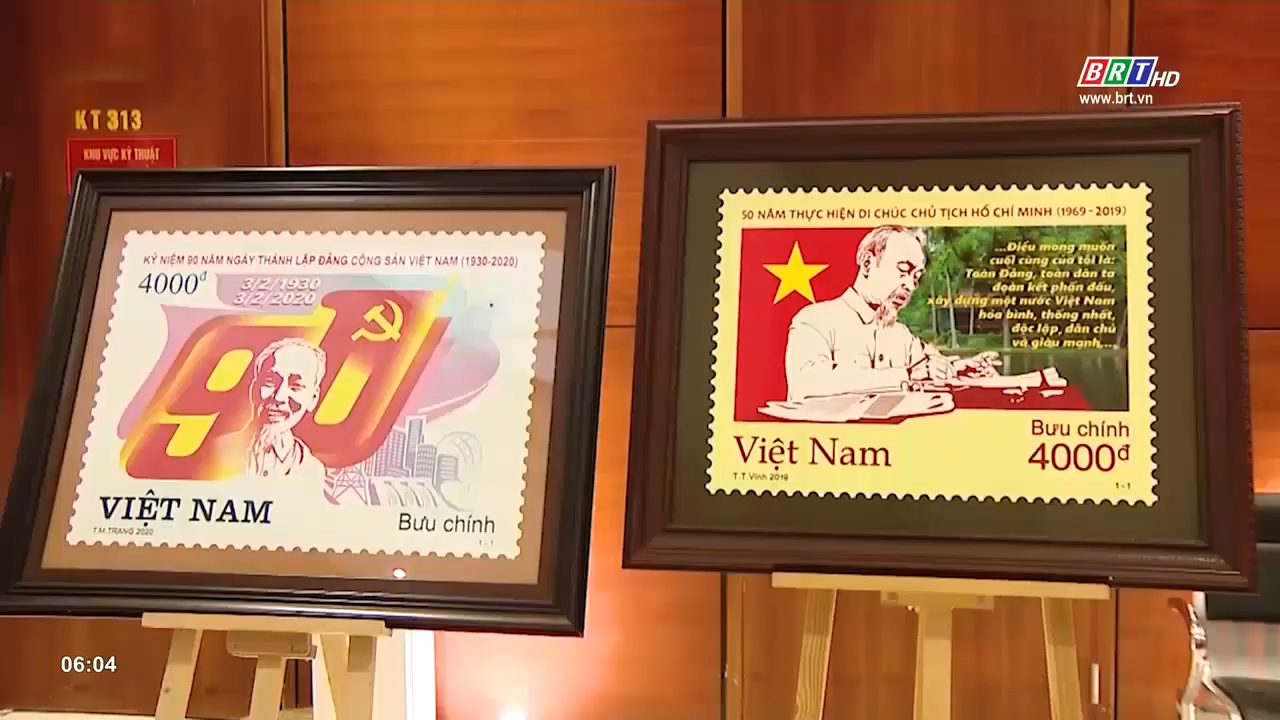 BRT HD
www.brt.vn
KT 313
KHU VỰC KỸ THUẬT
KỶ NIỆM 90 NĂM NGÀY THÀNH LẬP ĐẢNG CỘNG SẢN VIỆT NAM (1930-2020)
4000đ
3/2/1930
3/2/2020
90
VIỆT NAM
T.M.TRANG 2020
Bưu chính
1-1
50 NĂM THỰC HIỆN DI CHÚC CHỦ TỊCH HỒ CHÍ MINH (1969-2019)
...Điều mong muốn
cuối cùng của tôi là:
Toàn Đảng, toàn dân ta
đoàn kết phấn đấu,
xây dựng một nước Việt Nam
hòa bình, thống nhất,
độc lập, dân chủ
và giàu mạnh,...
Việt Nam
T.T.Vinh 2019
Bưu chính
4000đ
1-1
06:04